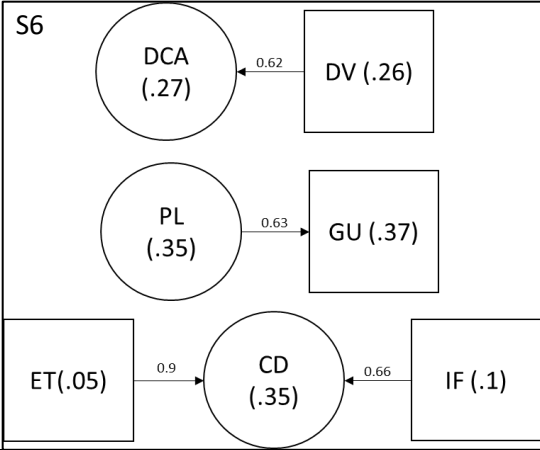 S6
DCA
(.27)
0.62
DV (.26)
PL
(.35)
0.63
GU (.37)
ET(.05)
0.9
CD
(.35)
0.66
IF (.1)